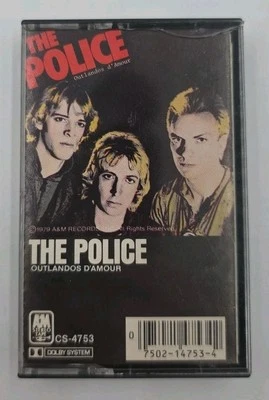 THE
POLICE
Outlandos d'Amour
©1979 A&M RECORDS, All Rights Reserved.
THE POLICE
OUTLANDOS D'AMOUR
A&M
CS-4753
DOLBY SYSTEM
0
7502-14753-4